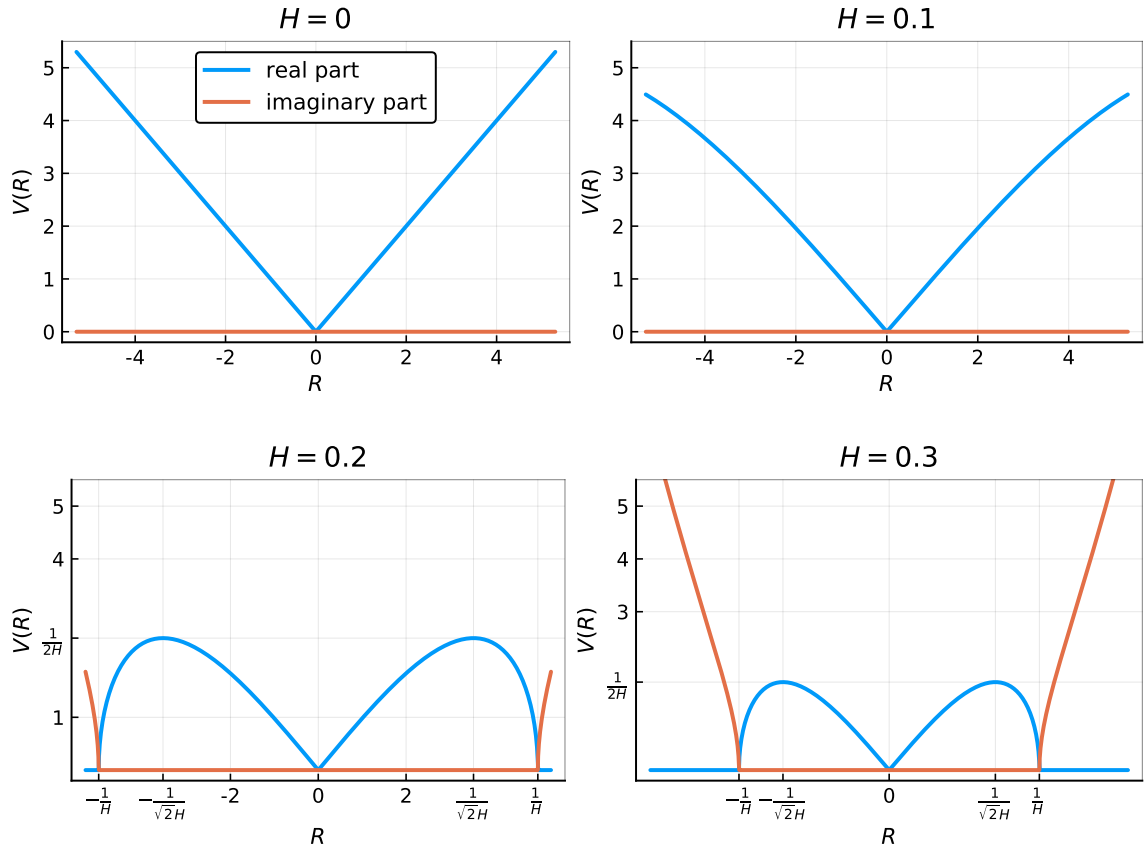 H = 0
5
4
3
2
1
0
V(R)
real part
imaginary part
-4 -2 0 2 4
R
H = 0.1
5
4
3
2
1
0
V(R)
-4 -2 0 2 4
R
H = 0.2
5
4
1/2H
1
V(R)
-1/H -1/√2H -2 0 2 1/√2H 1/H
R
H = 0.3
5
4
3
1/2H
V(R)
-1/H -1/√2H 0 1/√2H 1/H
R